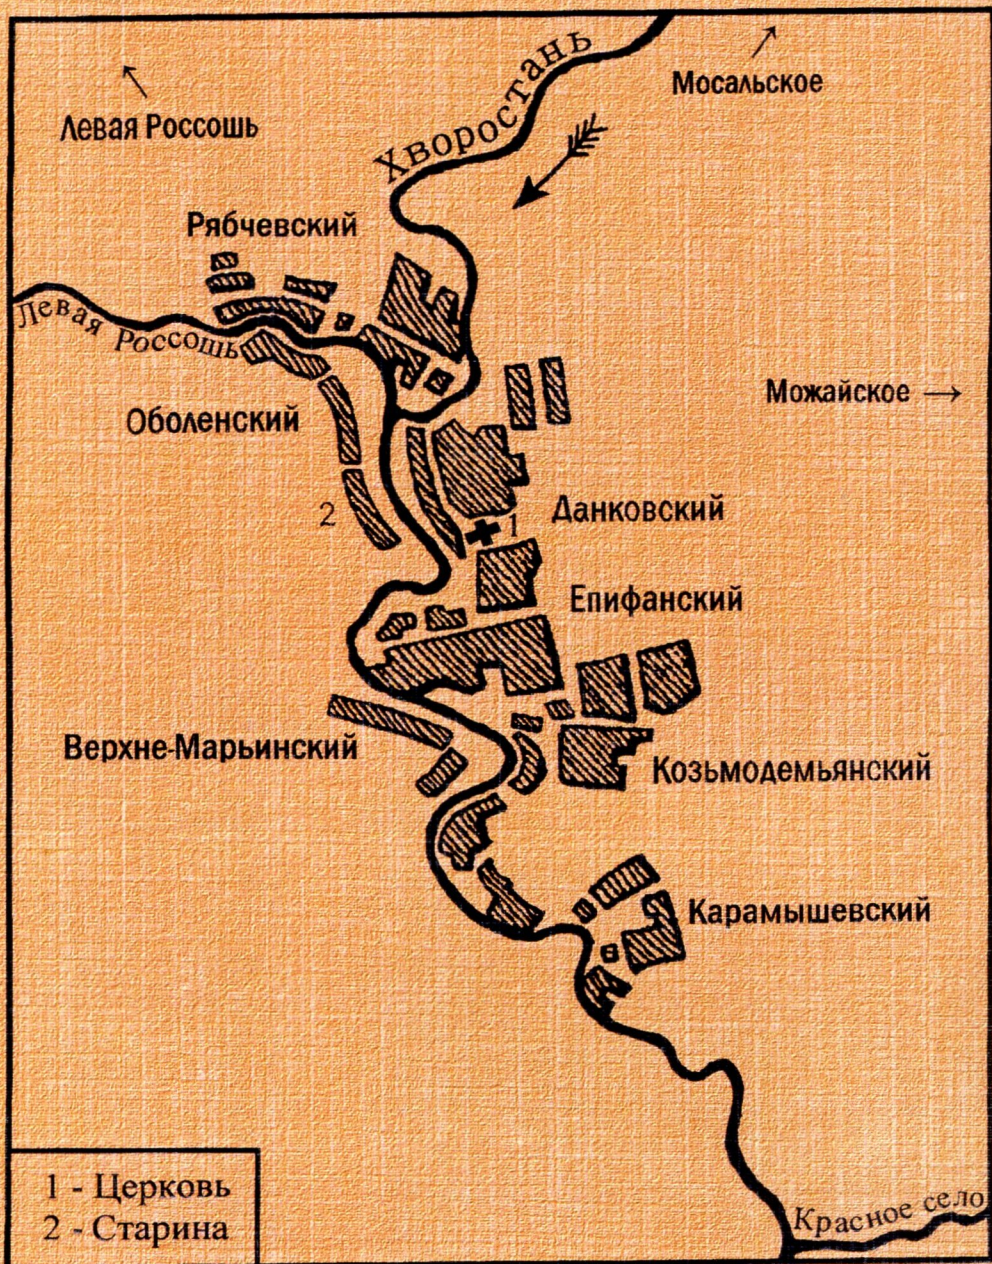 Мосальское
Левая Россошь
Хворостань
Рябчевский
Левая Россошь
Можайское
Оболенский
2
Данковский
1
Епифанский
Верхне-Марьинский
Козьмодемьянский
Карамышевский
Красное село
1 - Церковь
2 - Старина